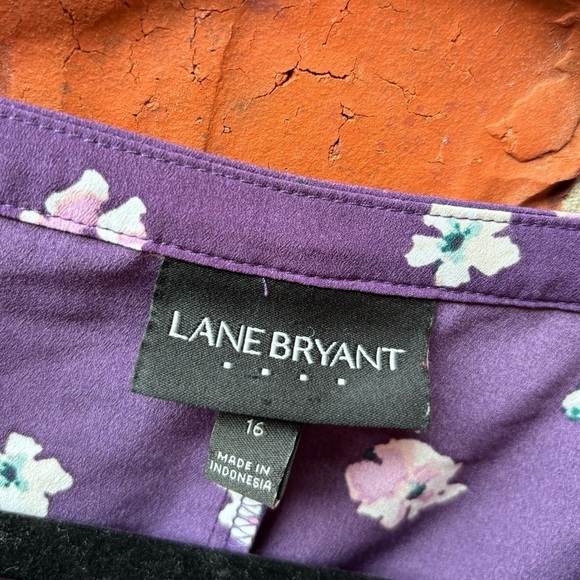 LANE BRYANT
16
MADE IN
INDONESIA